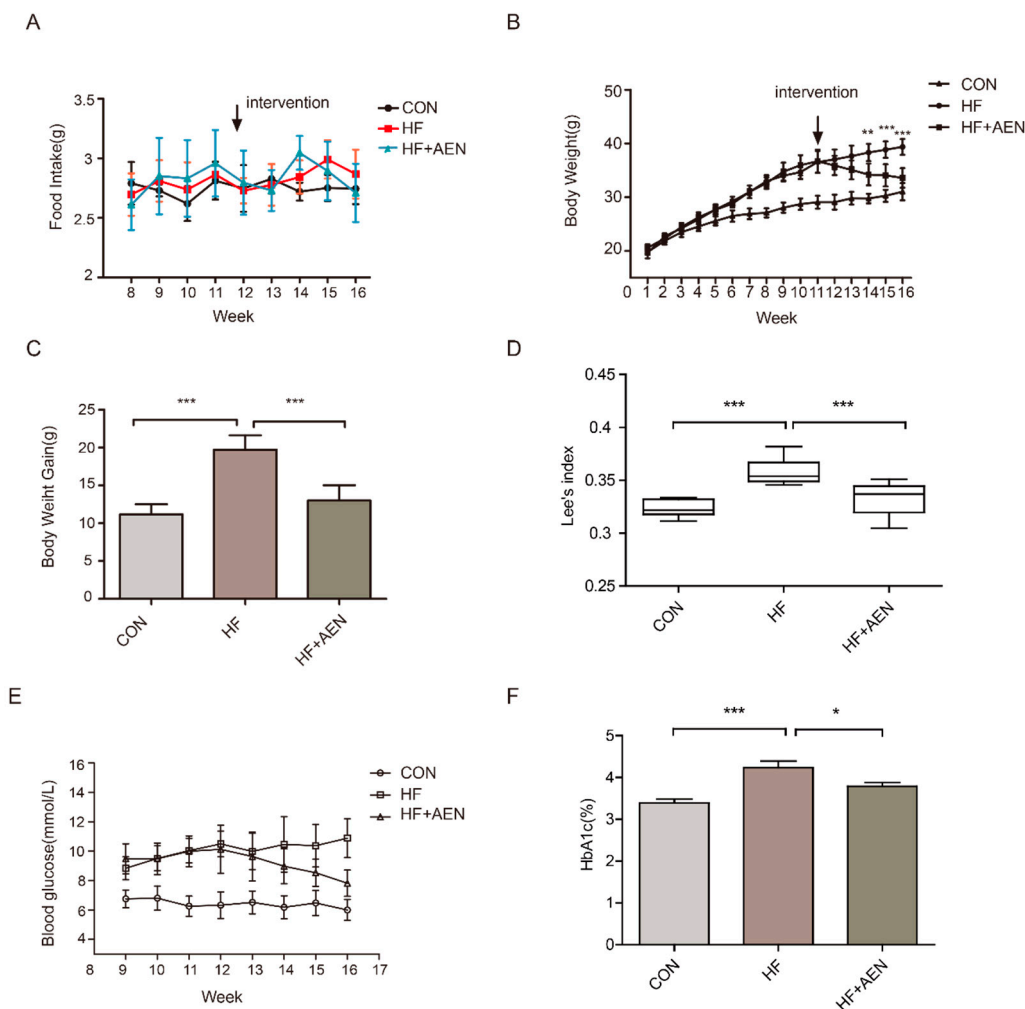 A
Food Intake(g)
3.5
3
2.5
2
intervention
CON
HF
HF+AEN
8 9 10 11 12 13 14 15 16
Week
B
Body Weight(g)
50
40
30
20
intervention
** *** ***
CON
HF
HF+AEN
0 1 2 3 4 5 6 7 8 9 10 11 12 13 14 15 16
Week
C
Body Weiht Gain(g)
25
20
15
10
5
0
*** ***
CON HF HF+AEN
D
Lee's index
0.45
0.4
0.35
0.3
0.25
*** ***
CON HF HF+AEN
E
Blood glucose(mmol/L)
16
14
12
10
8
6
4
CON
HF
HF+AEN
8 9 10 11 12 13 14 15 16 17
Week
F
HbA1c(%)
5
4
3
2
1
0
*** *
CON HF HF+AEN